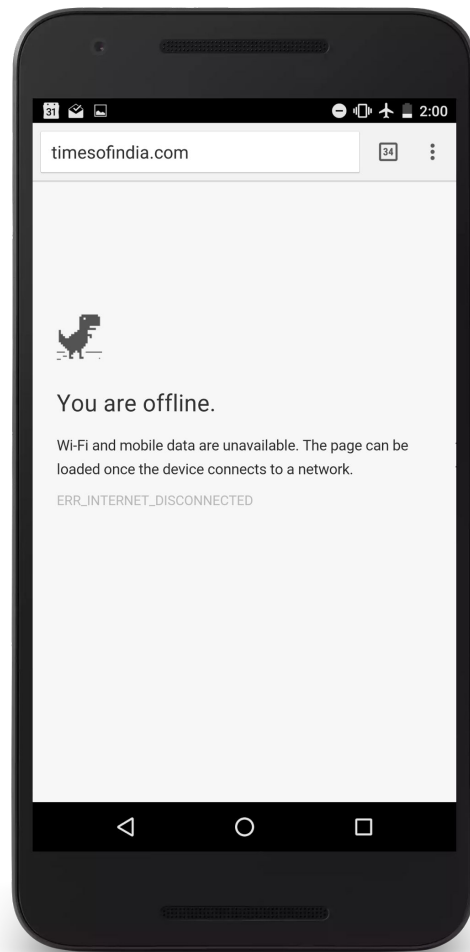 31
2:00
timesofindia.com
34
You are offline.
Wi-Fi and mobile data are unavailable. The page can be
loaded once the device connects to a network.
ERR_INTERNET_DISCONNECTED